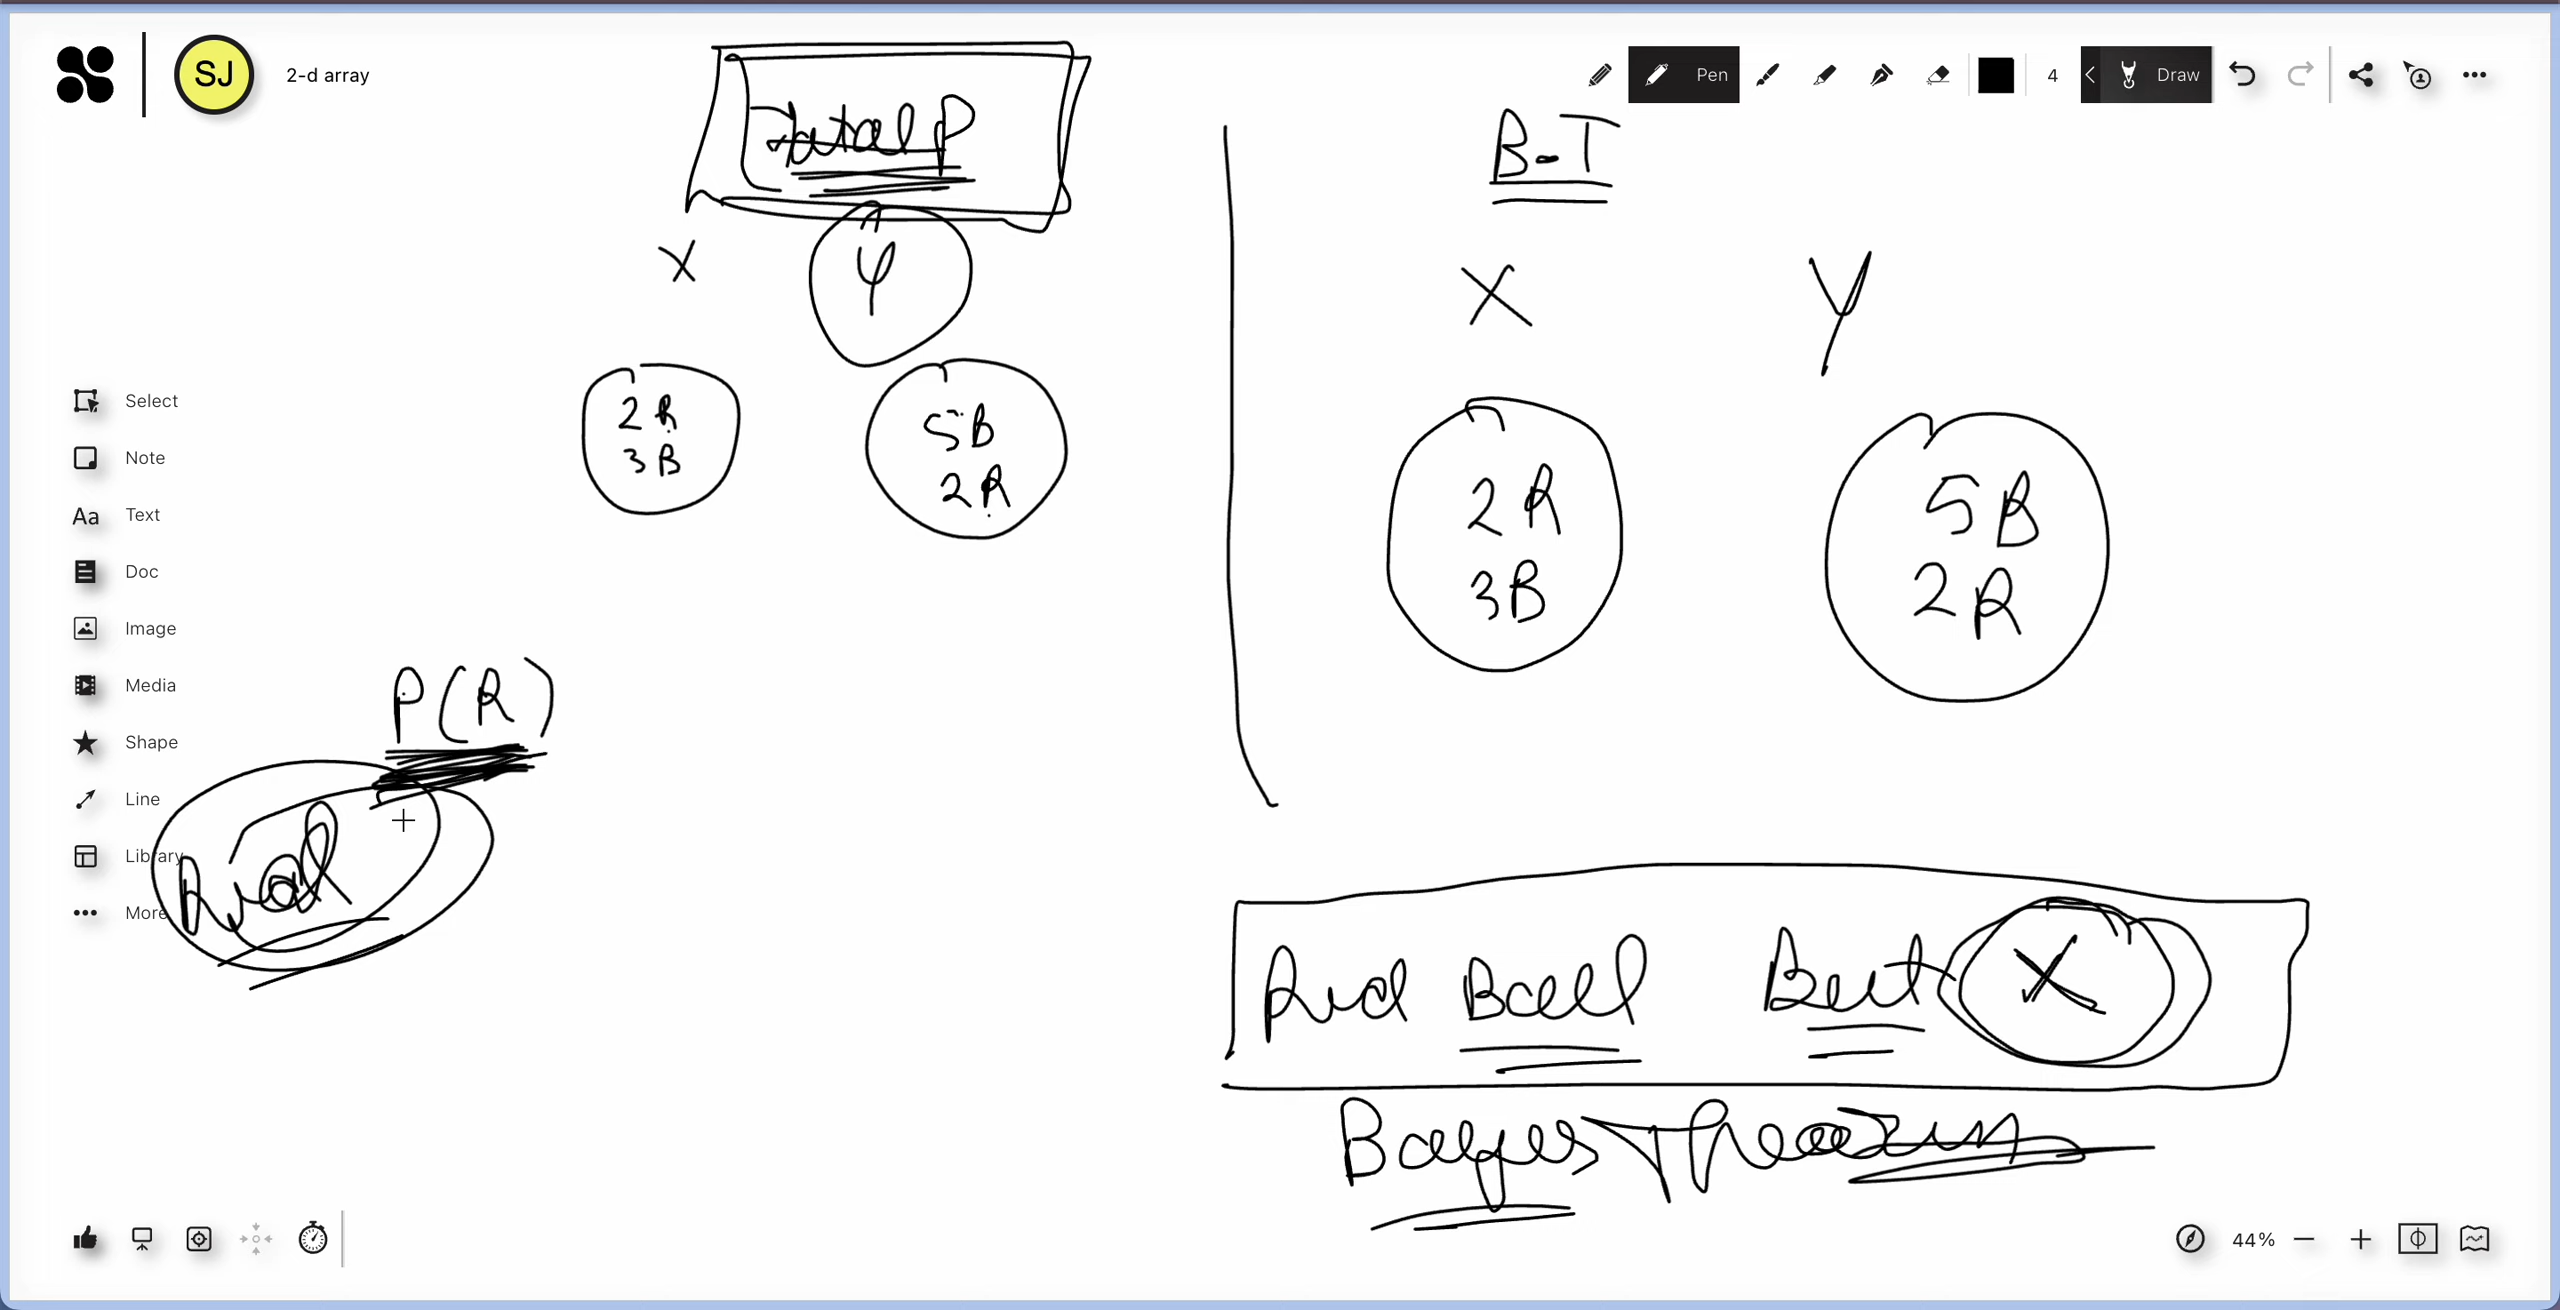 SJ 2-d array
Pen 4 Draw
Total P
X Y
2R
3B
5B
2R
Select
Note
Text
Doc
Image
Media
Shape
Line
Library
More
P(R)
Red
B-T
X Y
2R
3B
5B
2R
Red Ball But X
Bayes Theorem
44%